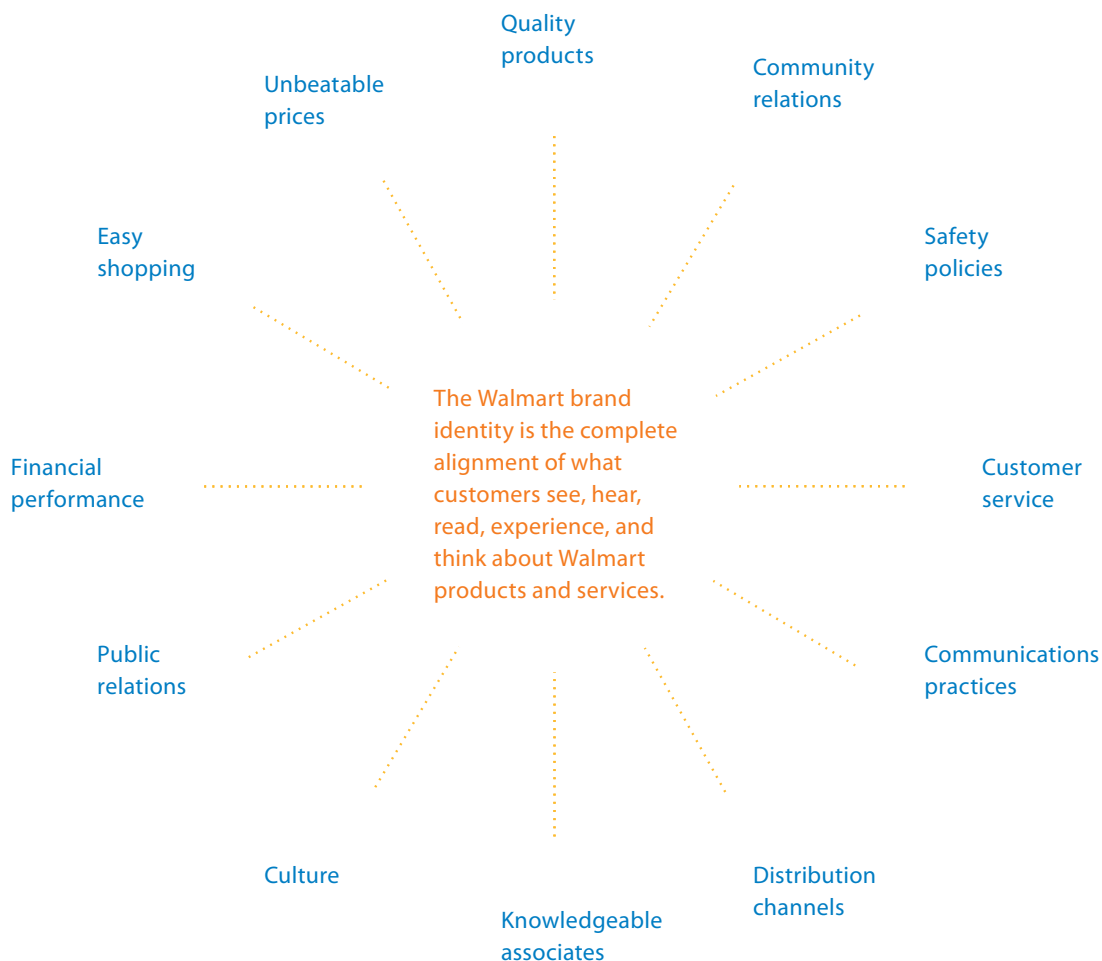 Quality
products
Community
relations
Unbeatable
prices
Easy
shopping
Safety
policies
The Walmart brand
identity is the complete
alignment of what
customers see, hear,
read, experience, and
think about Walmart
products and services.
Financial
performance
Customer
service
Public
relations
Communications
practices
Culture
Distribution
channels
Knowledgeable
associates